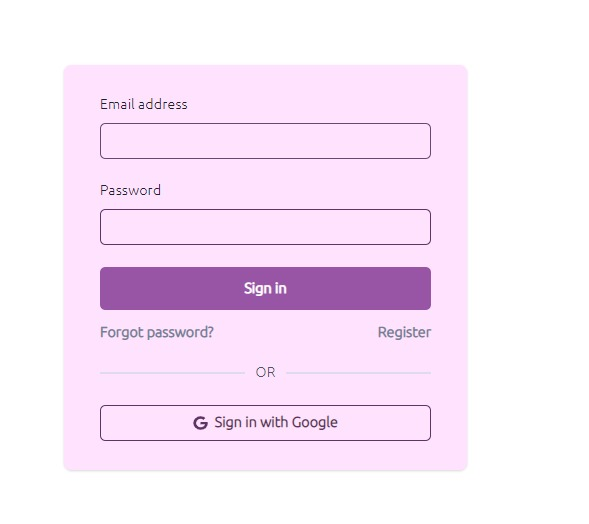 Email address
Password
Sign in
Forgot password? Register
OR
Sign in with Google